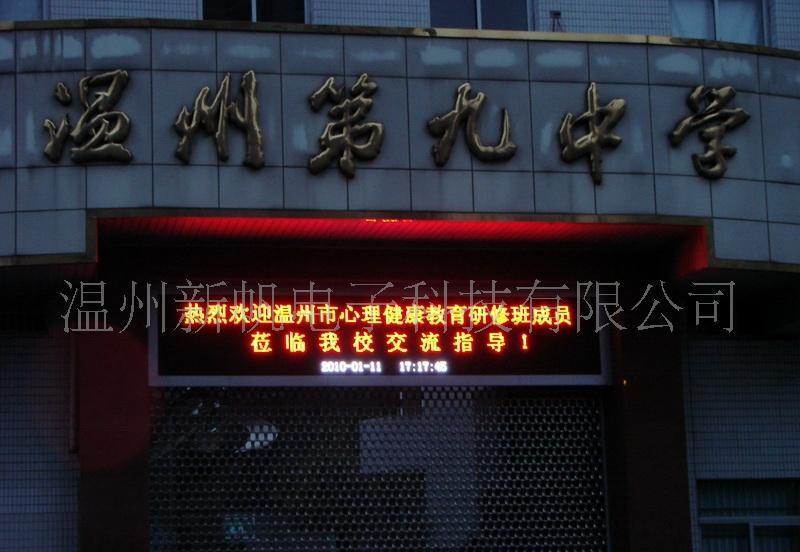 温州第九中学
温州新帆电子科技有限公司
热烈欢迎温州市心理健康教育研修班成员
莅临我校交流指导！
2010-01-11 17:17:45